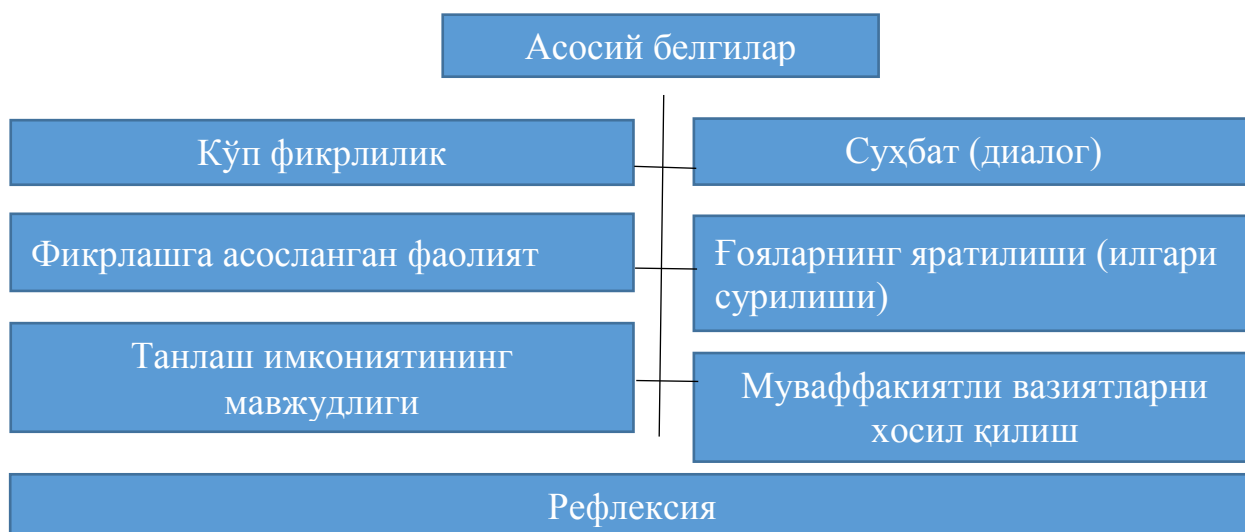 Асосий белгилар
Кўп фикрлилик
Суҳбат (диалог)
Фикрлашга асосланган фаолият
Ғояларнинг яратилиши (илгари
сурилиши)
Танлаш имкониятининг
мавжудлиги
Муваффакиятли вазиятларни
хосил қилиш
Рефлексия